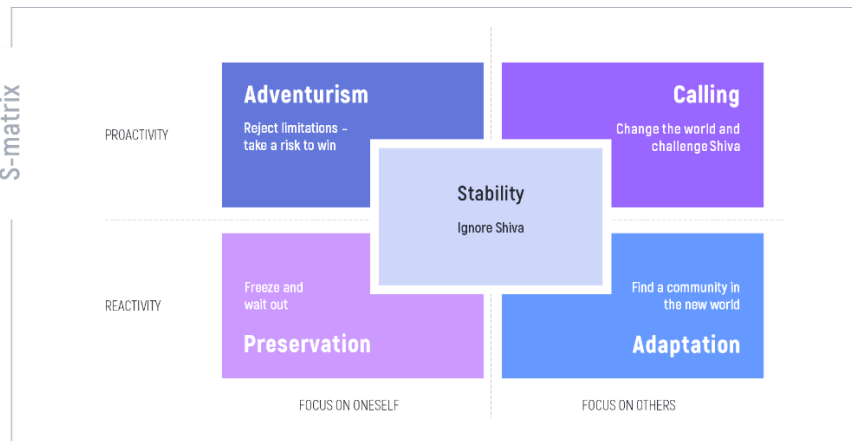 S-matrix
PROACTIVITY
Adventurism
Reject limitations –
take a risk to win
Calling
Change the world and
challenge Shiva
Stability
Ignore Shiva
REACTIVITY
Freeze and
wait out
Preservation
Find a community in
the new world
Adaptation
FOCUS ON ONESELF
FOCUS ON OTHERS